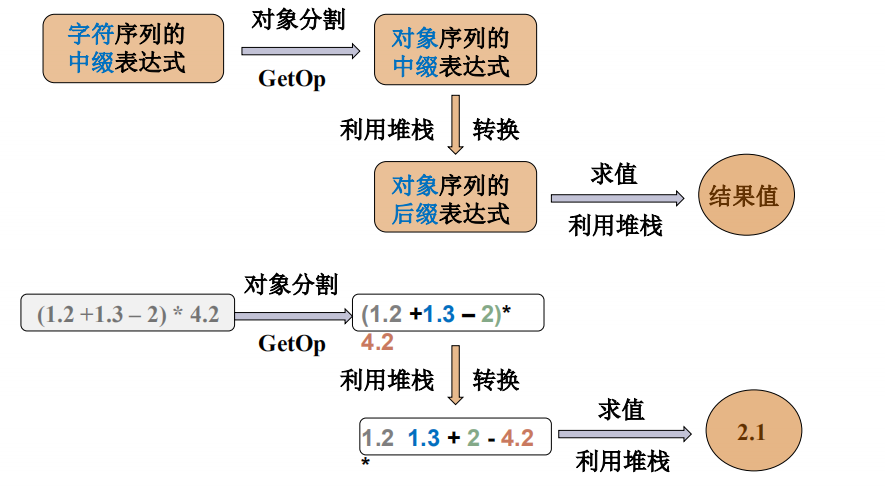 字符序列的
中缀表达式
对象分割
GetOp
对象序列的
中缀表达式
利用堆栈 转换
对象序列的
后缀表达式
求值
利用堆栈
结果值
(1.2 +1.3 – 2) * 4.2
对象分割
GetOp
(1.2 +1.3 – 2)*
4.2
利用堆栈 转换
1.2 1.3 + 2 - 4.2
*
求值
利用堆栈
2.1